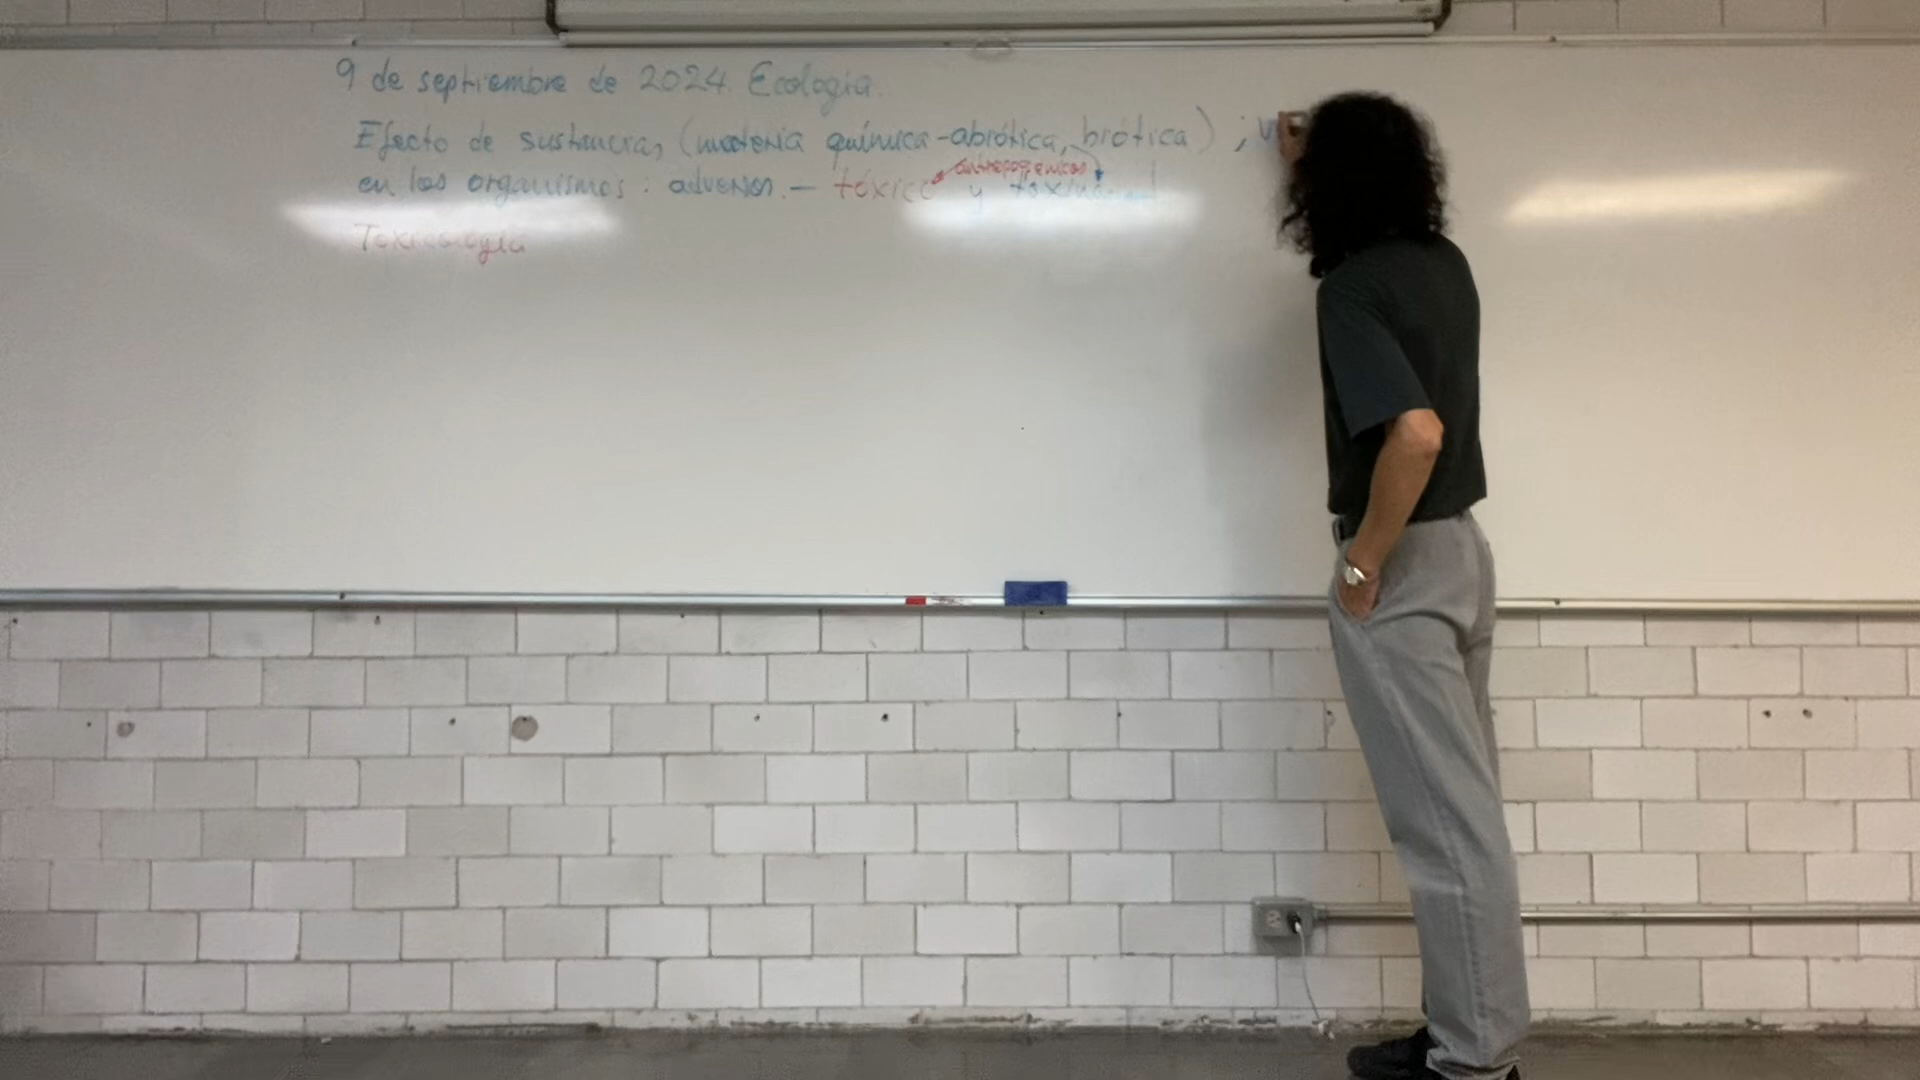 9 de septiembre de 2024. Ecología.
Efecto de sustancias (materia química-abiótica, biótica) ;
antropogénicos
en los organismos: adversos. - tóxico y toxinas
Toxicología